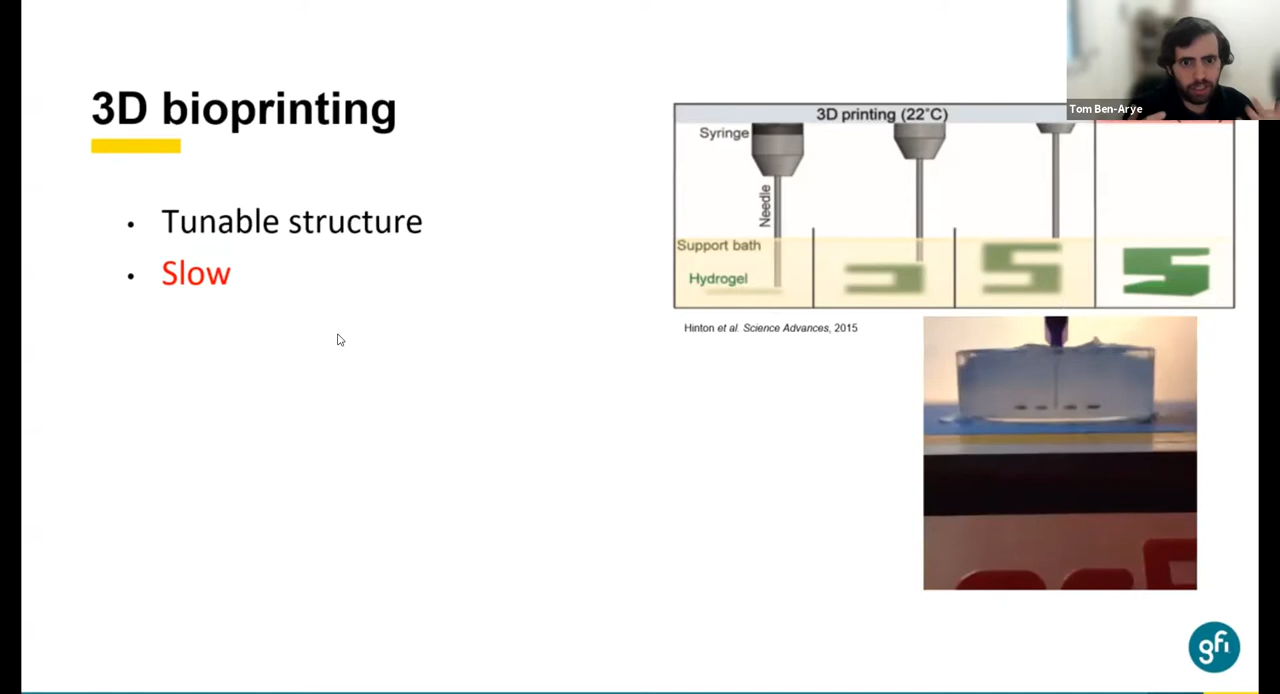 3D bioprinting
• Tunable structure
• Slow
3D printing (22°C)
Syringe
Needle
Support bath
Hydrogel
Hinton et al. Science Advances, 2015
Tom Ben-Arye
gfi